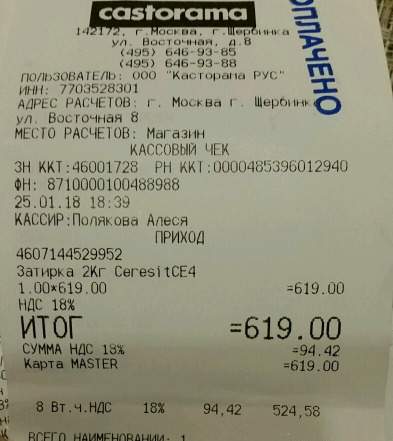 castorama
ОПЛАЧЕНО
142172, г.Москва, г.Щербинка
ул. Восточная, д.8
(495) 646-93-85
(495) 646-93-88
ПОЛЬЗОВАТЕЛЬ: ООО "Касторама РУС"
ИНН: 7703528301
АДРЕС РАСЧЕТОВ: г. Москва г. Щербинка
ул. Восточная 8
МЕСТО РАСЧЕТОВ: Магазин
КАССОВЫЙ ЧЕК
ЗН ККТ:46001728 РН ККТ:0000485396012940
ФН: 8710000100488988
25.01.18 18:39
КАССИР:Полякова Алеся
ПРИХОД
4607144529952
Затирка 2Кг CeresitCE4
1.00*619.00 =619.00
НДС 18%
ИТОГ =619.00
СУММА НДС 18% =94.42
Карта MASTER =619.00
8 Вт.ч.НДС 18% 94,42 524,58
ВСЕГО НАИМЕНОВАНИЙ: 1